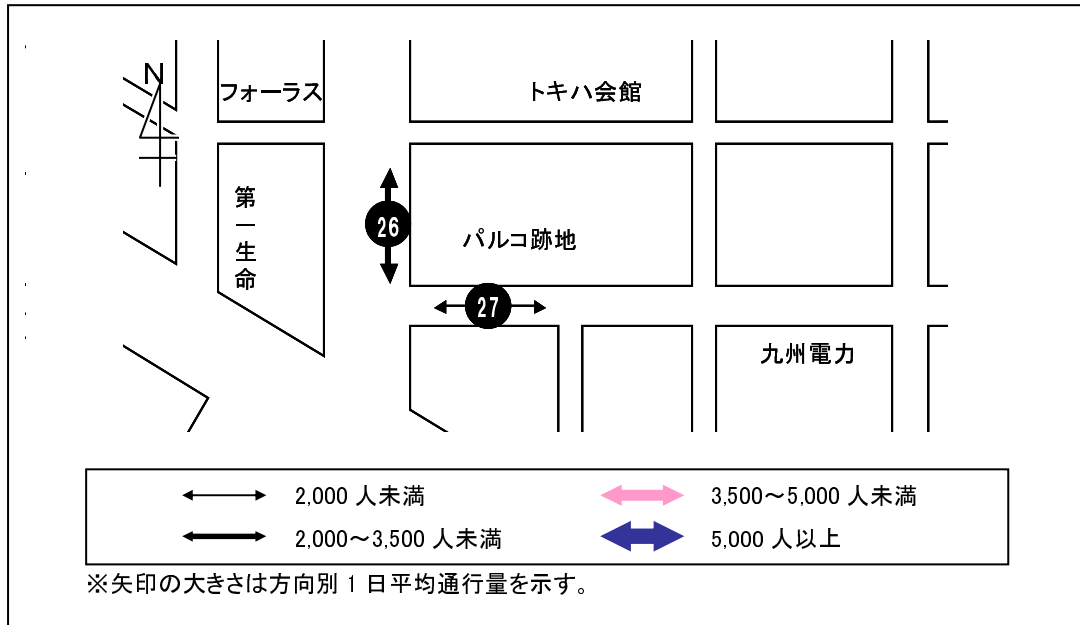 N
フォーラス
トキハ会館
第一生命
26
パルコ跡地
27
九州電力
2,000 人未満
3,500～5,000 人未満
2,000～3,500 人未満
5,000 人以上
※矢印の大きさは方向別 1 日平均通行量を示す。